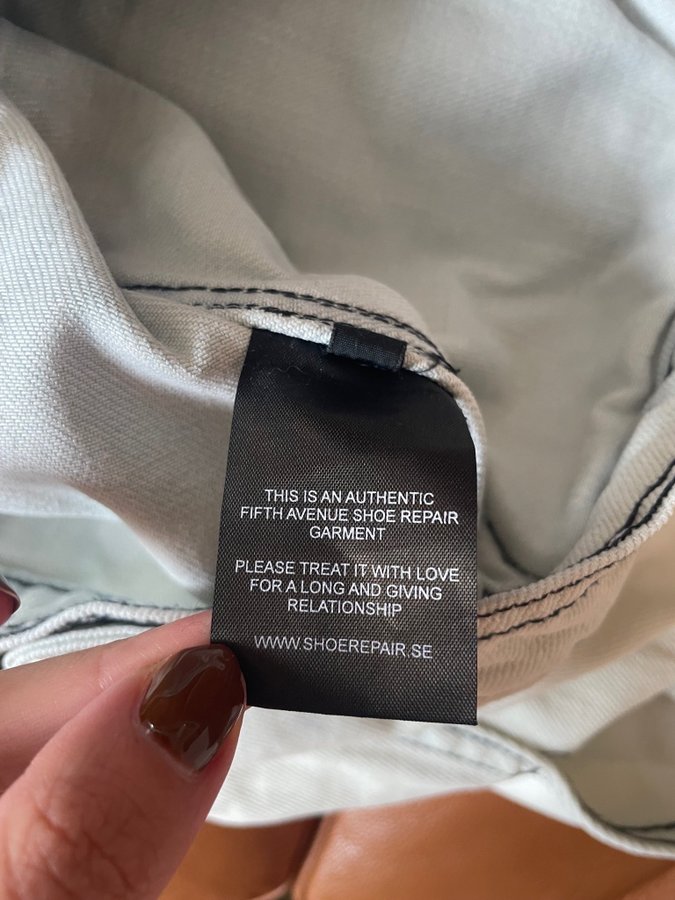 THIS IS AN AUTHENTIC
FIFTH AVENUE SHOE REPAIR
GARMENT
PLEASE TREAT IT WITH LOVE
FOR A LONG AND GIVING
RELATIONSHIP
WWW.SHOEREPAIR.SE